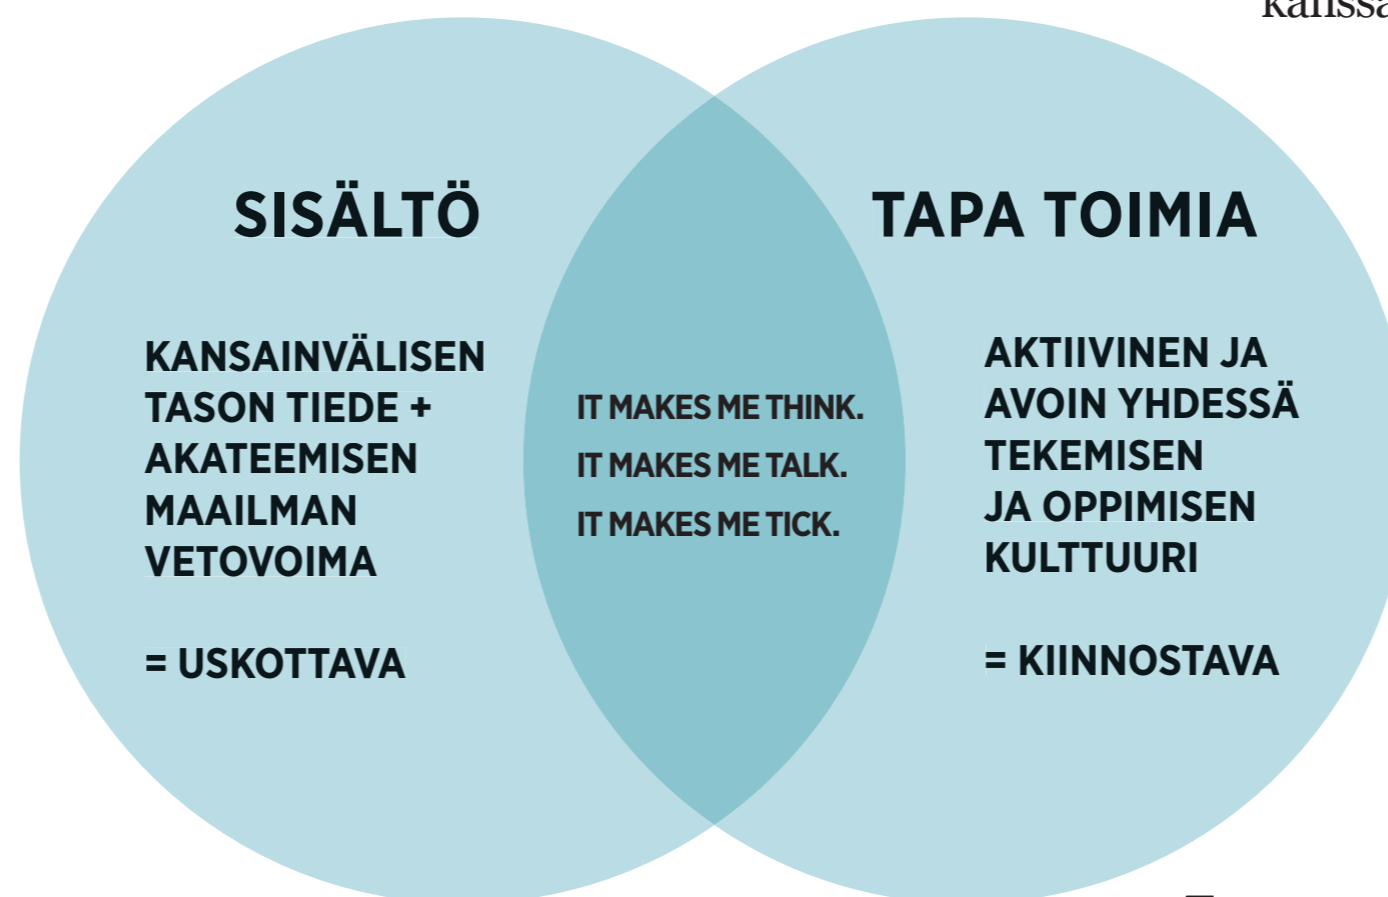 kanssa
SISÄLTÖ
KANSAINVÄLISEN
TASON TIEDE +
AKATEEMISEN
MAAILMAN
VETOVOIMA
= USKOTTAVA
IT MAKES ME THINK.
IT MAKES ME TALK.
IT MAKES ME TICK.
TAPA TOIMIA
AKTIIVINEN JA
AVOIN YHDESSÄ
TEKEMISEN
JA OPPIMISEN
KULTTUURI
= KIINNOSTAVA